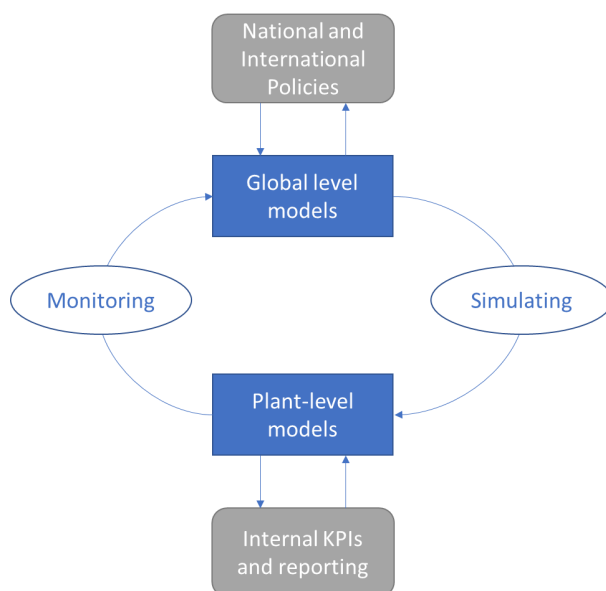 National and
International
Policies
Global level
models
Monitoring
Simulating
Plant-level
models
Internal KPIs
and reporting